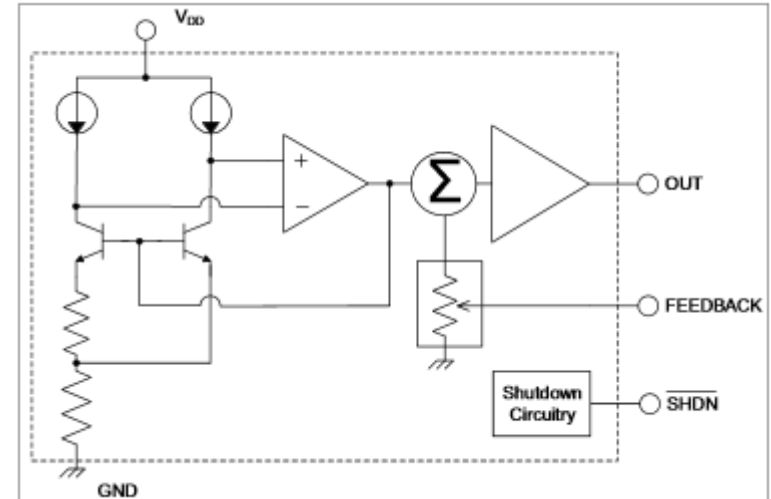 VDD
+
−
Σ
OUT
FEEDBACK
Shutdown
Circuitry
SHDN
GND